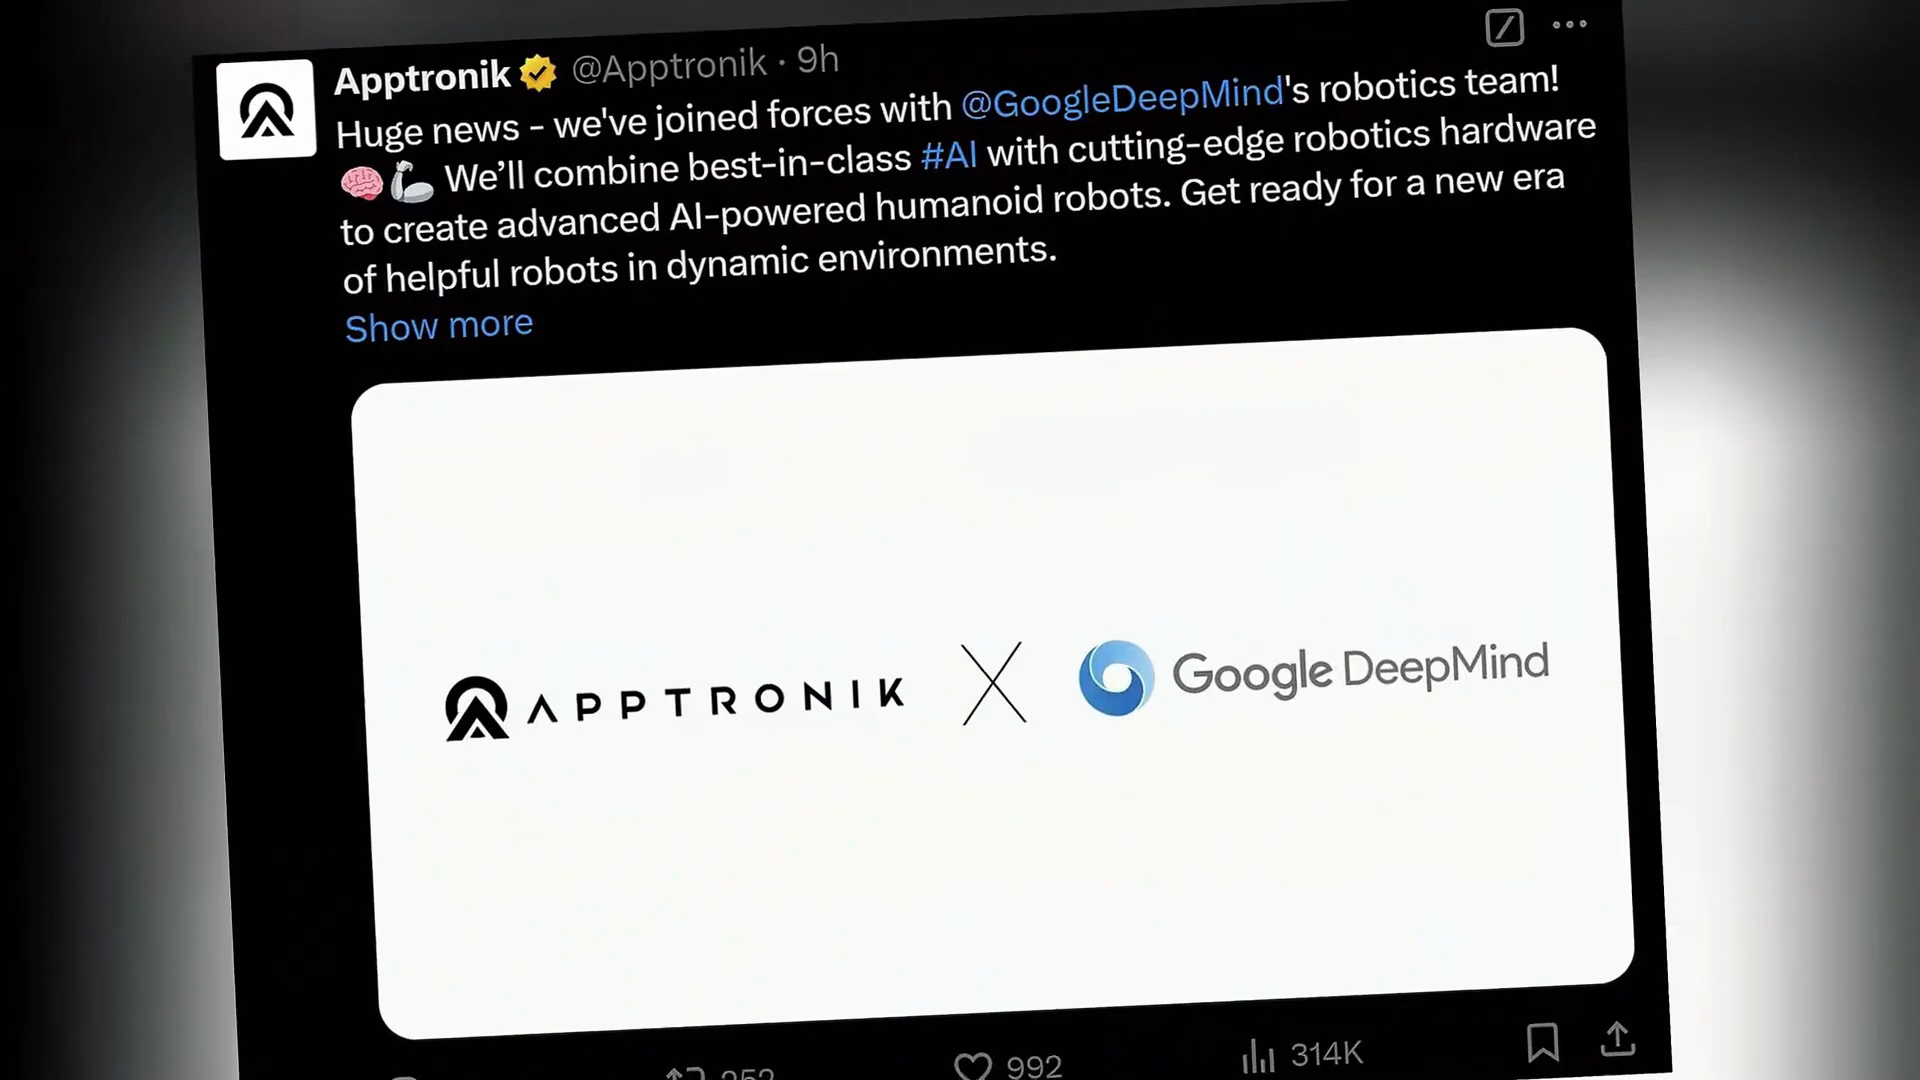 Apptronik @Apptronik · 9h
Huge news - we've joined forces with @GoogleDeepMind's robotics team!
🧠🦾 We’ll combine best-in-class #AI with cutting-edge robotics hardware
to create advanced AI-powered humanoid robots. Get ready for a new era
of helpful robots in dynamic environments.
Show more
APPTRONIK X Google DeepMind
252 992 314K